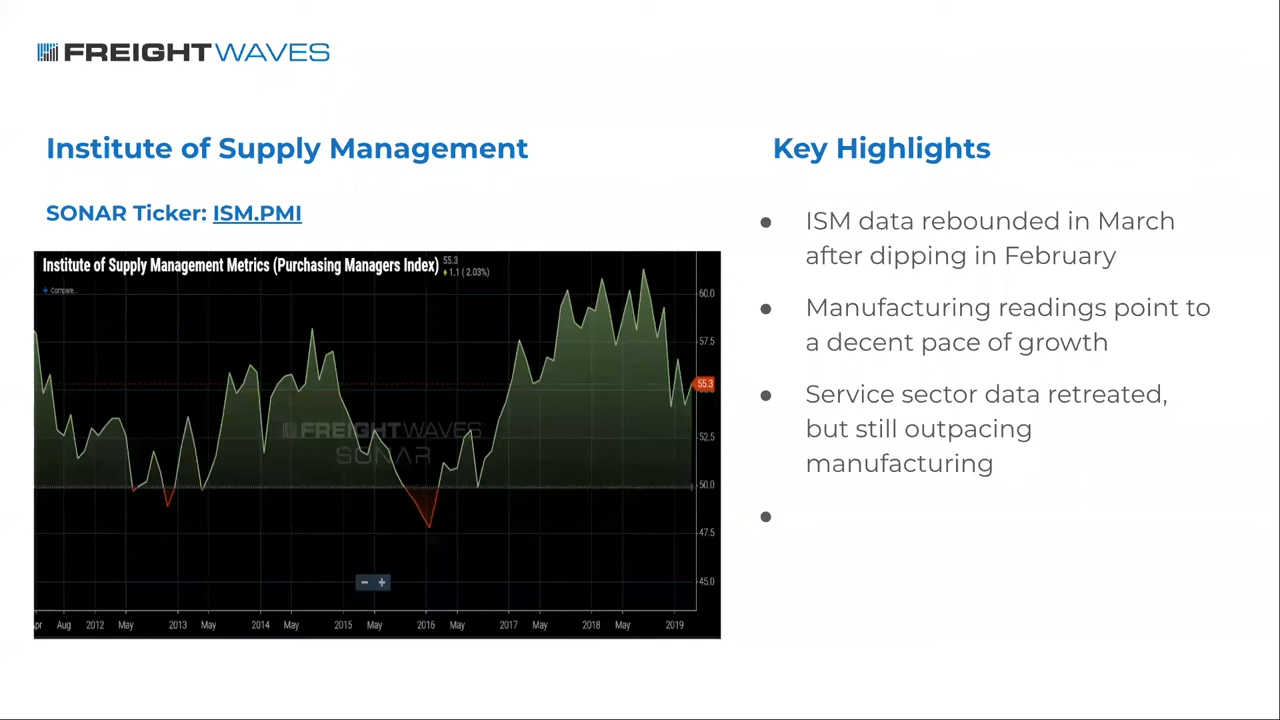 FREIGHTWAVES
Institute of Supply Management
SONAR Ticker: ISM.PMI
Institute of Supply Management Metrics (Purchasing Managers Index)
55.3
1.1 ( 2.03%)
Compare...
60.0
57.5
55.3
52.5
50.0
47.5
45.0
FREIGHTWAVES
SONAR
− +
pr Aug 2012 May 2013 May 2014 May 2015 May 2016 May 2017 May 2018 May 2019
Key Highlights
● ISM data rebounded in March
after dipping in February
● Manufacturing readings point to
a decent pace of growth
● Service sector data retreated,
but still outpacing
manufacturing
●